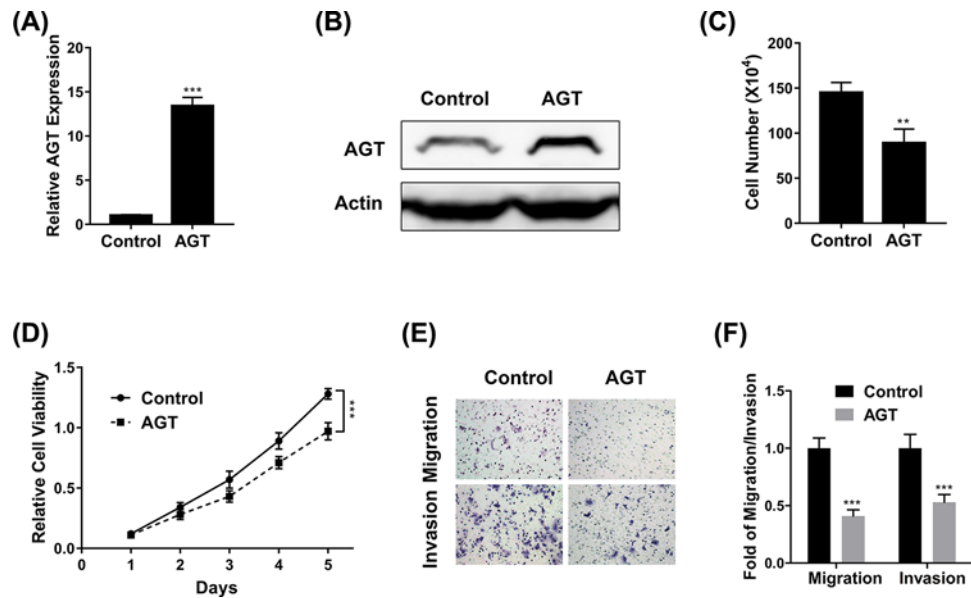 (A)
Relative AGT Expression
20
15
10
5
0
***
Control AGT
(B)
Control AGT
AGT
Actin
(C)
Cell Number (X10⁴)
200
150
100
50
0
**
Control AGT
(D)
Relative Cell Viability
1.5
1.0
0.5
0.0
Control
AGT
***
0 1 2 3 4 5
Days
(E)
Control AGT
Migration
Invasion
(F)
Fold of Migration/Invasion
1.5
1.0
0.5
0.0
Control
AGT
***
***
Migration Invasion